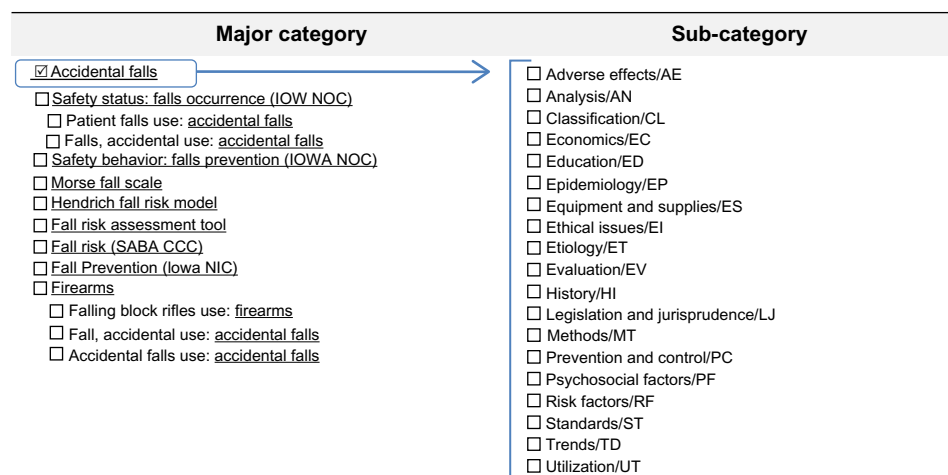 Major category
Sub-category
☑ Accidental falls
☐ Safety status: falls occurrence (IOW NOC)
☐ Patient falls use: accidental falls
☐ Falls, accidental use: accidental falls
☐ Safety behavior: falls prevention (IOWA NOC)
☐ Morse fall scale
☐ Hendrich fall risk model
☐ Fall risk assessment tool
☐ Fall risk (SABA CCC)
☐ Fall Prevention (Iowa NIC)
☐ Firearms
☐ Falling block rifles use: firearms
☐ Fall, accidental use: accidental falls
☐ Accidental falls use: accidental falls
☐ Adverse effects/AE
☐ Analysis/AN
☐ Classification/CL
☐ Economics/EC
☐ Education/ED
☐ Epidemiology/EP
☐ Equipment and supplies/ES
☐ Ethical issues/EI
☐ Etiology/ET
☐ Evaluation/EV
☐ History/HI
☐ Legislation and jurisprudence/LJ
☐ Methods/MT
☐ Prevention and control/PC
☐ Psychosocial factors/PF
☐ Risk factors/RF
☐ Standards/ST
☐ Trends/TD
☐ Utilization/UT